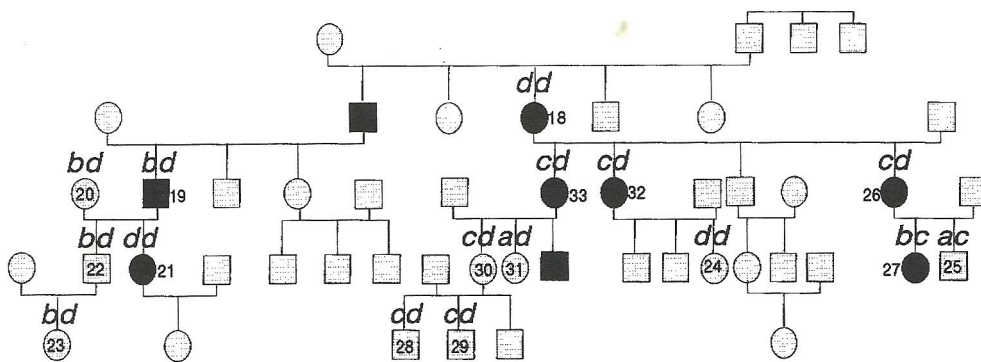 dd
18
bd bd cd cd cd
20 19 33 32 26
bd dd cd ad dd bc ac
22 21 30 31 24 27 25
bd cd cd
23 28 29